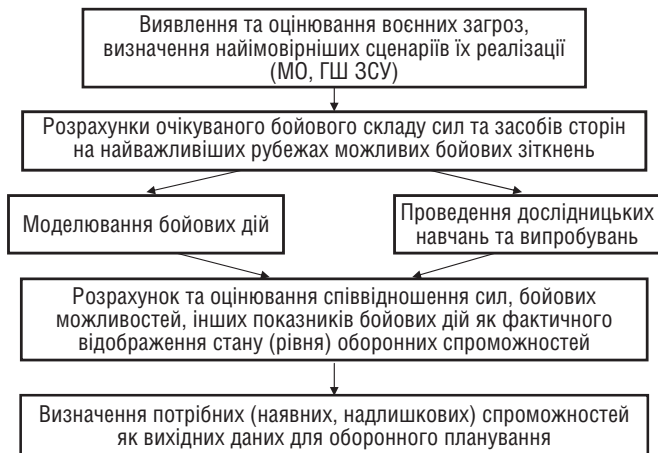 Виявлення та оцінювання воєнних загроз,
визначення найімовірніших сценаріїв їх реалізації
(МО, ГШ ЗСУ)
Розрахунки очікуваного бойового складу сил та засобів сторін
на найважливіших рубежах можливих бойових зіткнень
Моделювання бойових дій
Проведення дослідницьких
навчань та випробувань
Розрахунок та оцінювання співвідношення сил, бойових
можливостей, інших показників бойових дій як фактичного
відображення стану (рівня) оборонних спроможностей
Визначення потрібних (наявних, надлишкових) спроможностей
як вихідних даних для оборонного планування